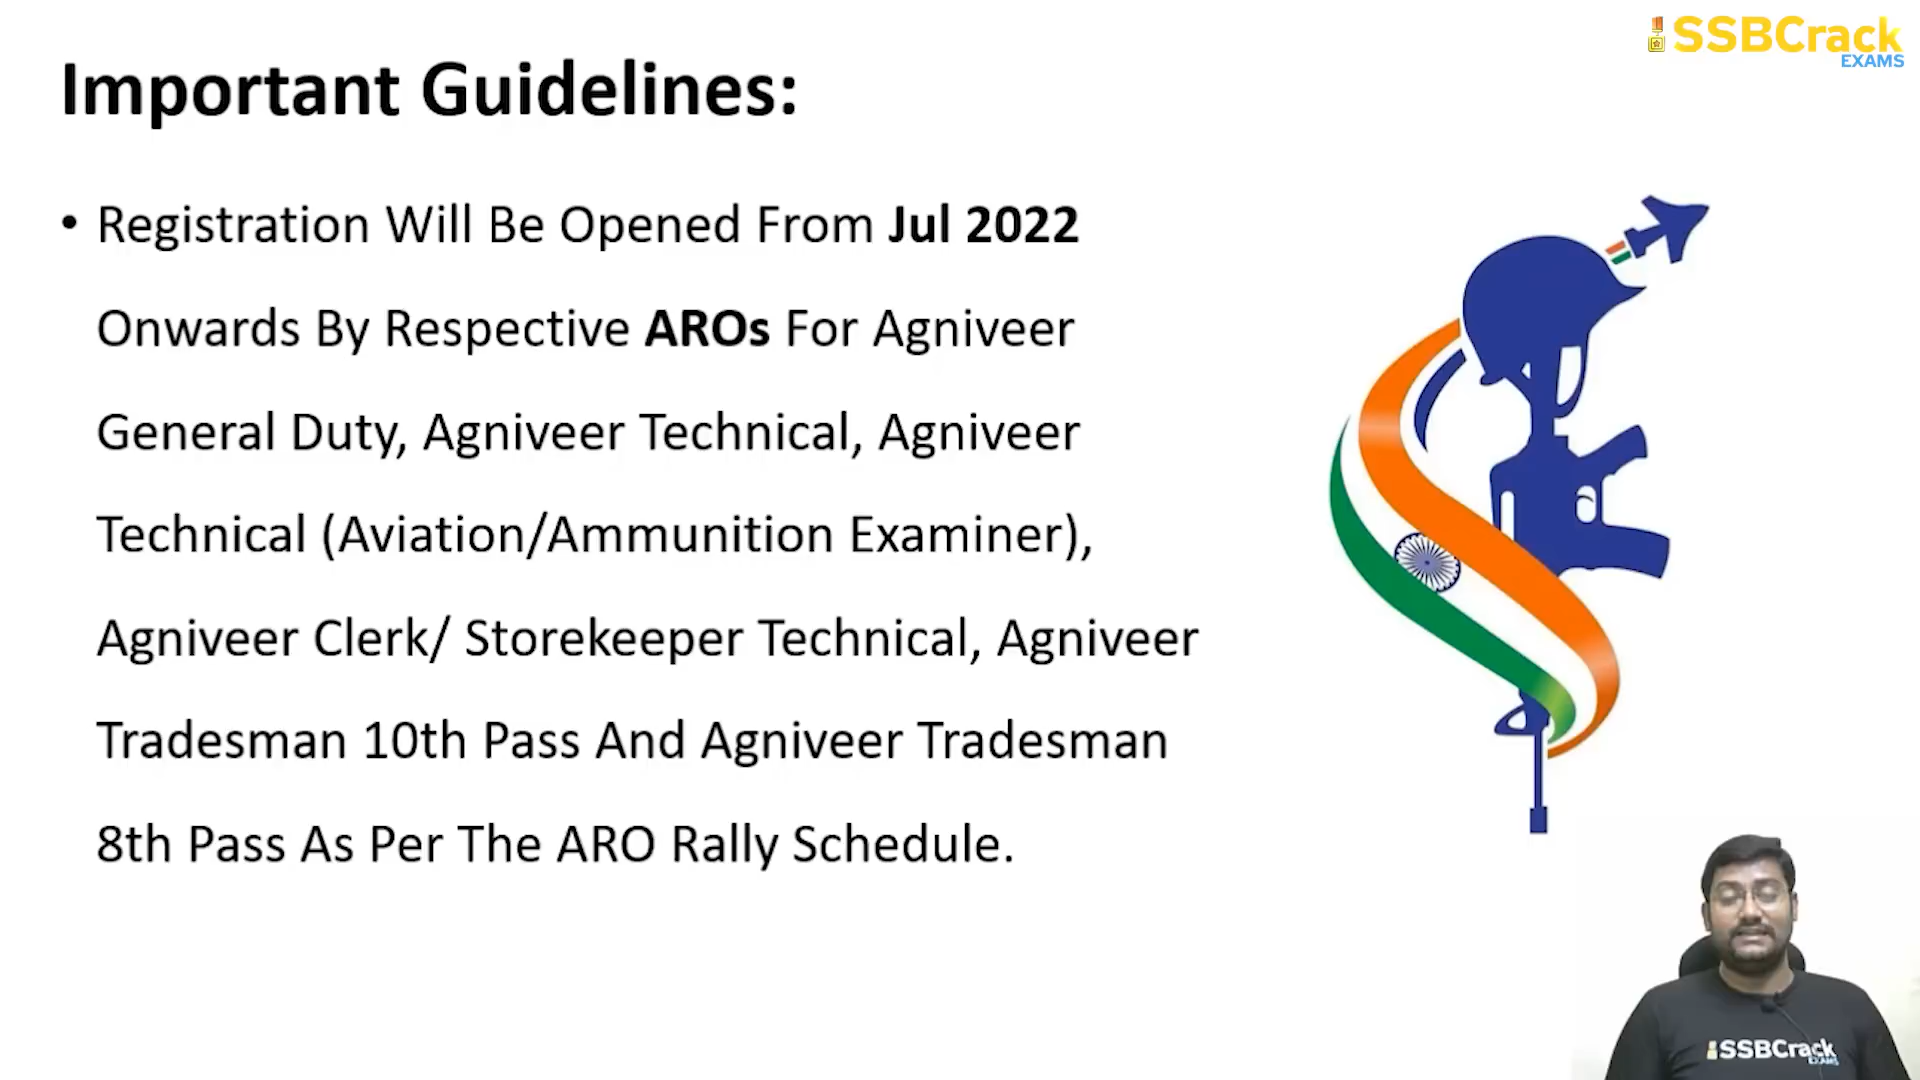 SSBCrack
EXAMS
Important Guidelines:
• Registration Will Be Opened From Jul 2022
Onwards By Respective AROs For Agniveer
General Duty, Agniveer Technical, Agniveer
Technical (Aviation/Ammunition Examiner),
Agniveer Clerk/ Storekeeper Technical, Agniveer
Tradesman 10th Pass And Agniveer Tradesman
8th Pass As Per The ARO Rally Schedule.
SSBCrack
EXAMS